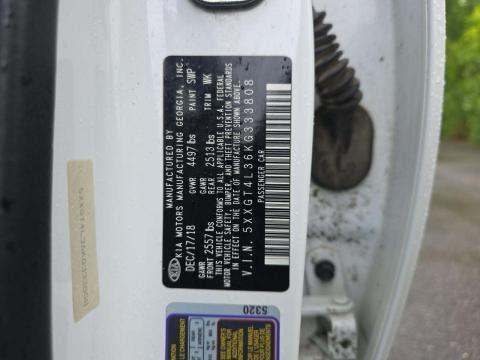 MANUFACTURED BY
KIA KIA MOTORS MANUFACTURING GEORGIA, INC.
DEC/17/18 GVWR 4497 lbs PAINT SWP
GAWR FRONT 2557 lbs GAWR REAR 2513 lbs TRIM WK
THIS VEHICLE CONFORMS TO ALL APPLICABLE U.S.A. FEDERAL
MOTOR VEHICLE SAFETY, BUMPER, AND THEFT PREVENTION STANDARDS
IN EFFECT ON THE DATE OF MANUFACTURE SHOWN ABOVE.
V.I.N. 5XXGT4L36KG333808
PASSENGER CAR
5320